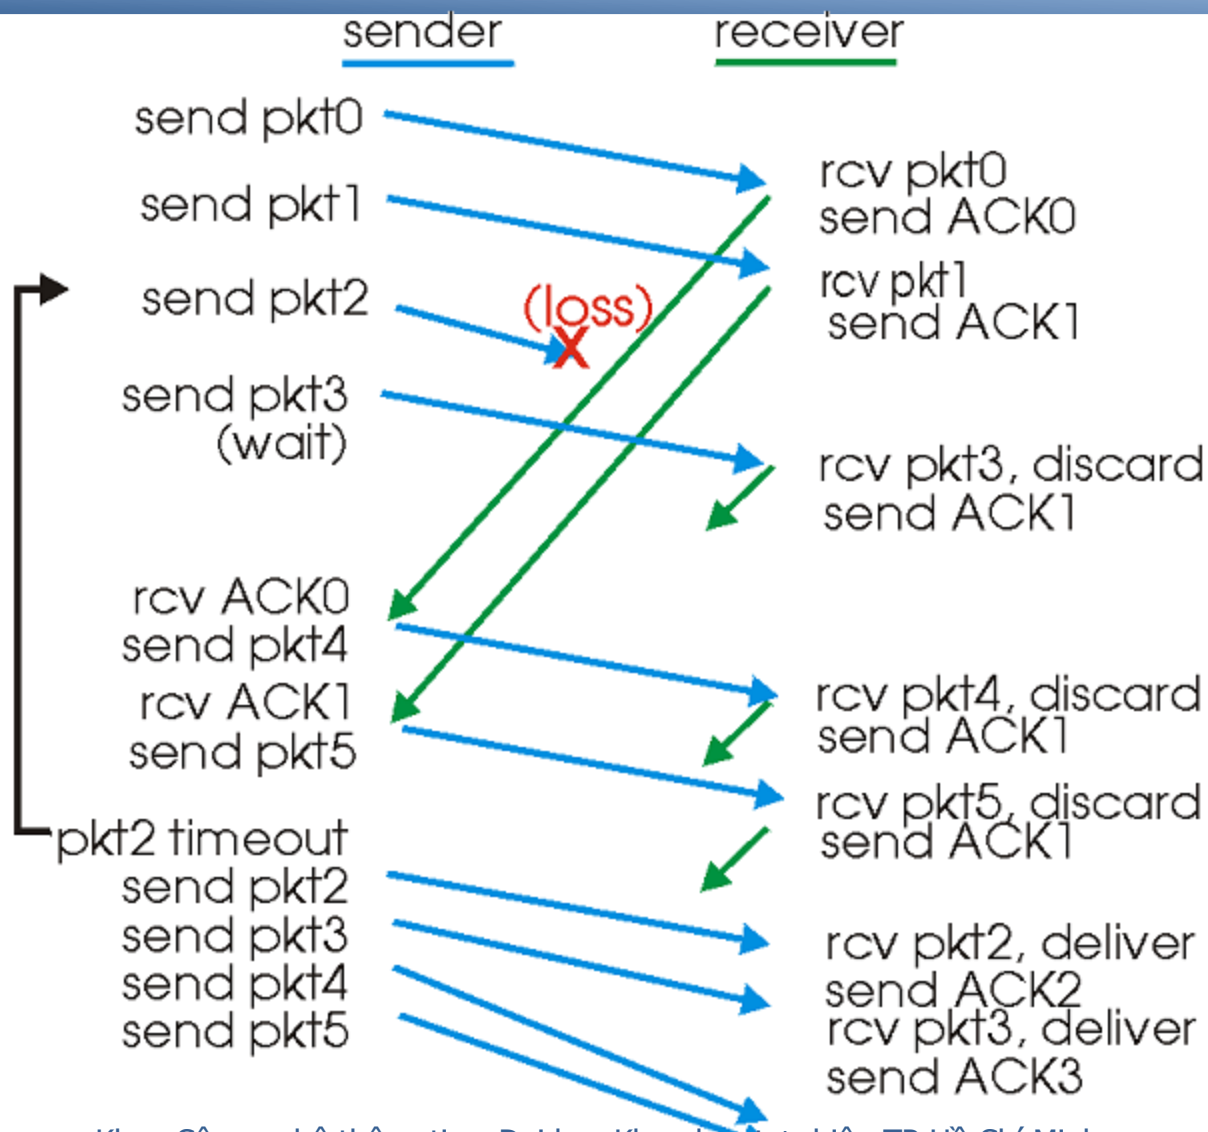 sender
receiver
send pkt0
send pkt1
send pkt2
(loss)
X
send pkt3
(wait)
rcv ACK0
send pkt4
rcv ACK1
send pkt5
pkt2 timeout
send pkt2
send pkt3
send pkt4
send pkt5
rcv pkt0
send ACK0
rcv pkt1
send ACK1
rcv pkt3, discard
send ACK1
rcv pkt4, discard
send ACK1
rcv pkt5, discard
send ACK1
rcv pkt2, deliver
send ACK2
rcv pkt3, deliver
send ACK3